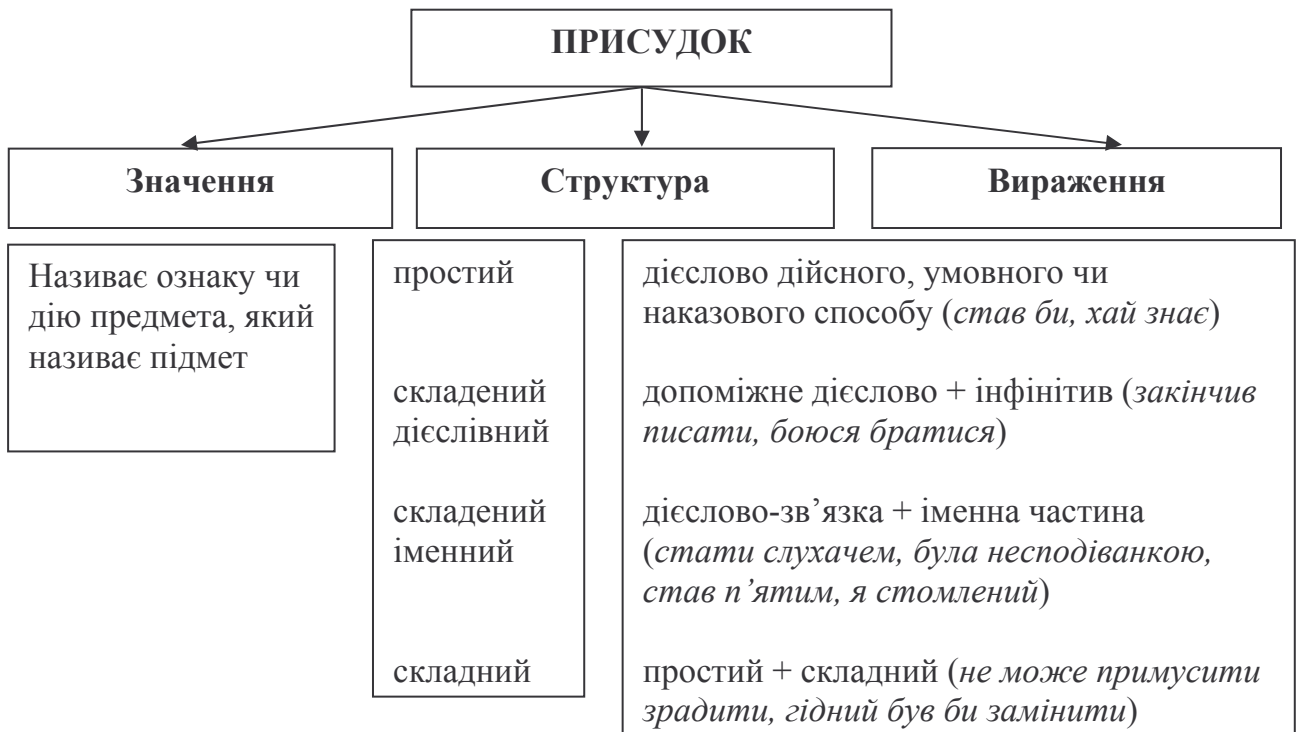 ПРИСУДОК
Значення
Структура
Вираження
Називає ознаку чи
дію предмета, який
називає підмет
простий
складений
дієслівний
складений
іменний
складний
дієслово дійсного, умовного чи
наказового способу (став би, хай знає)
допоміжне дієслово + інфінітив (закінчив
писати, боюся братися)
дієслово-зв’язка + іменна частина
(стати слухачем, була несподіванкою,
став п’ятим, я стомлений)
простий + складний (не може примусити
зрадити, гідний був би замінити)